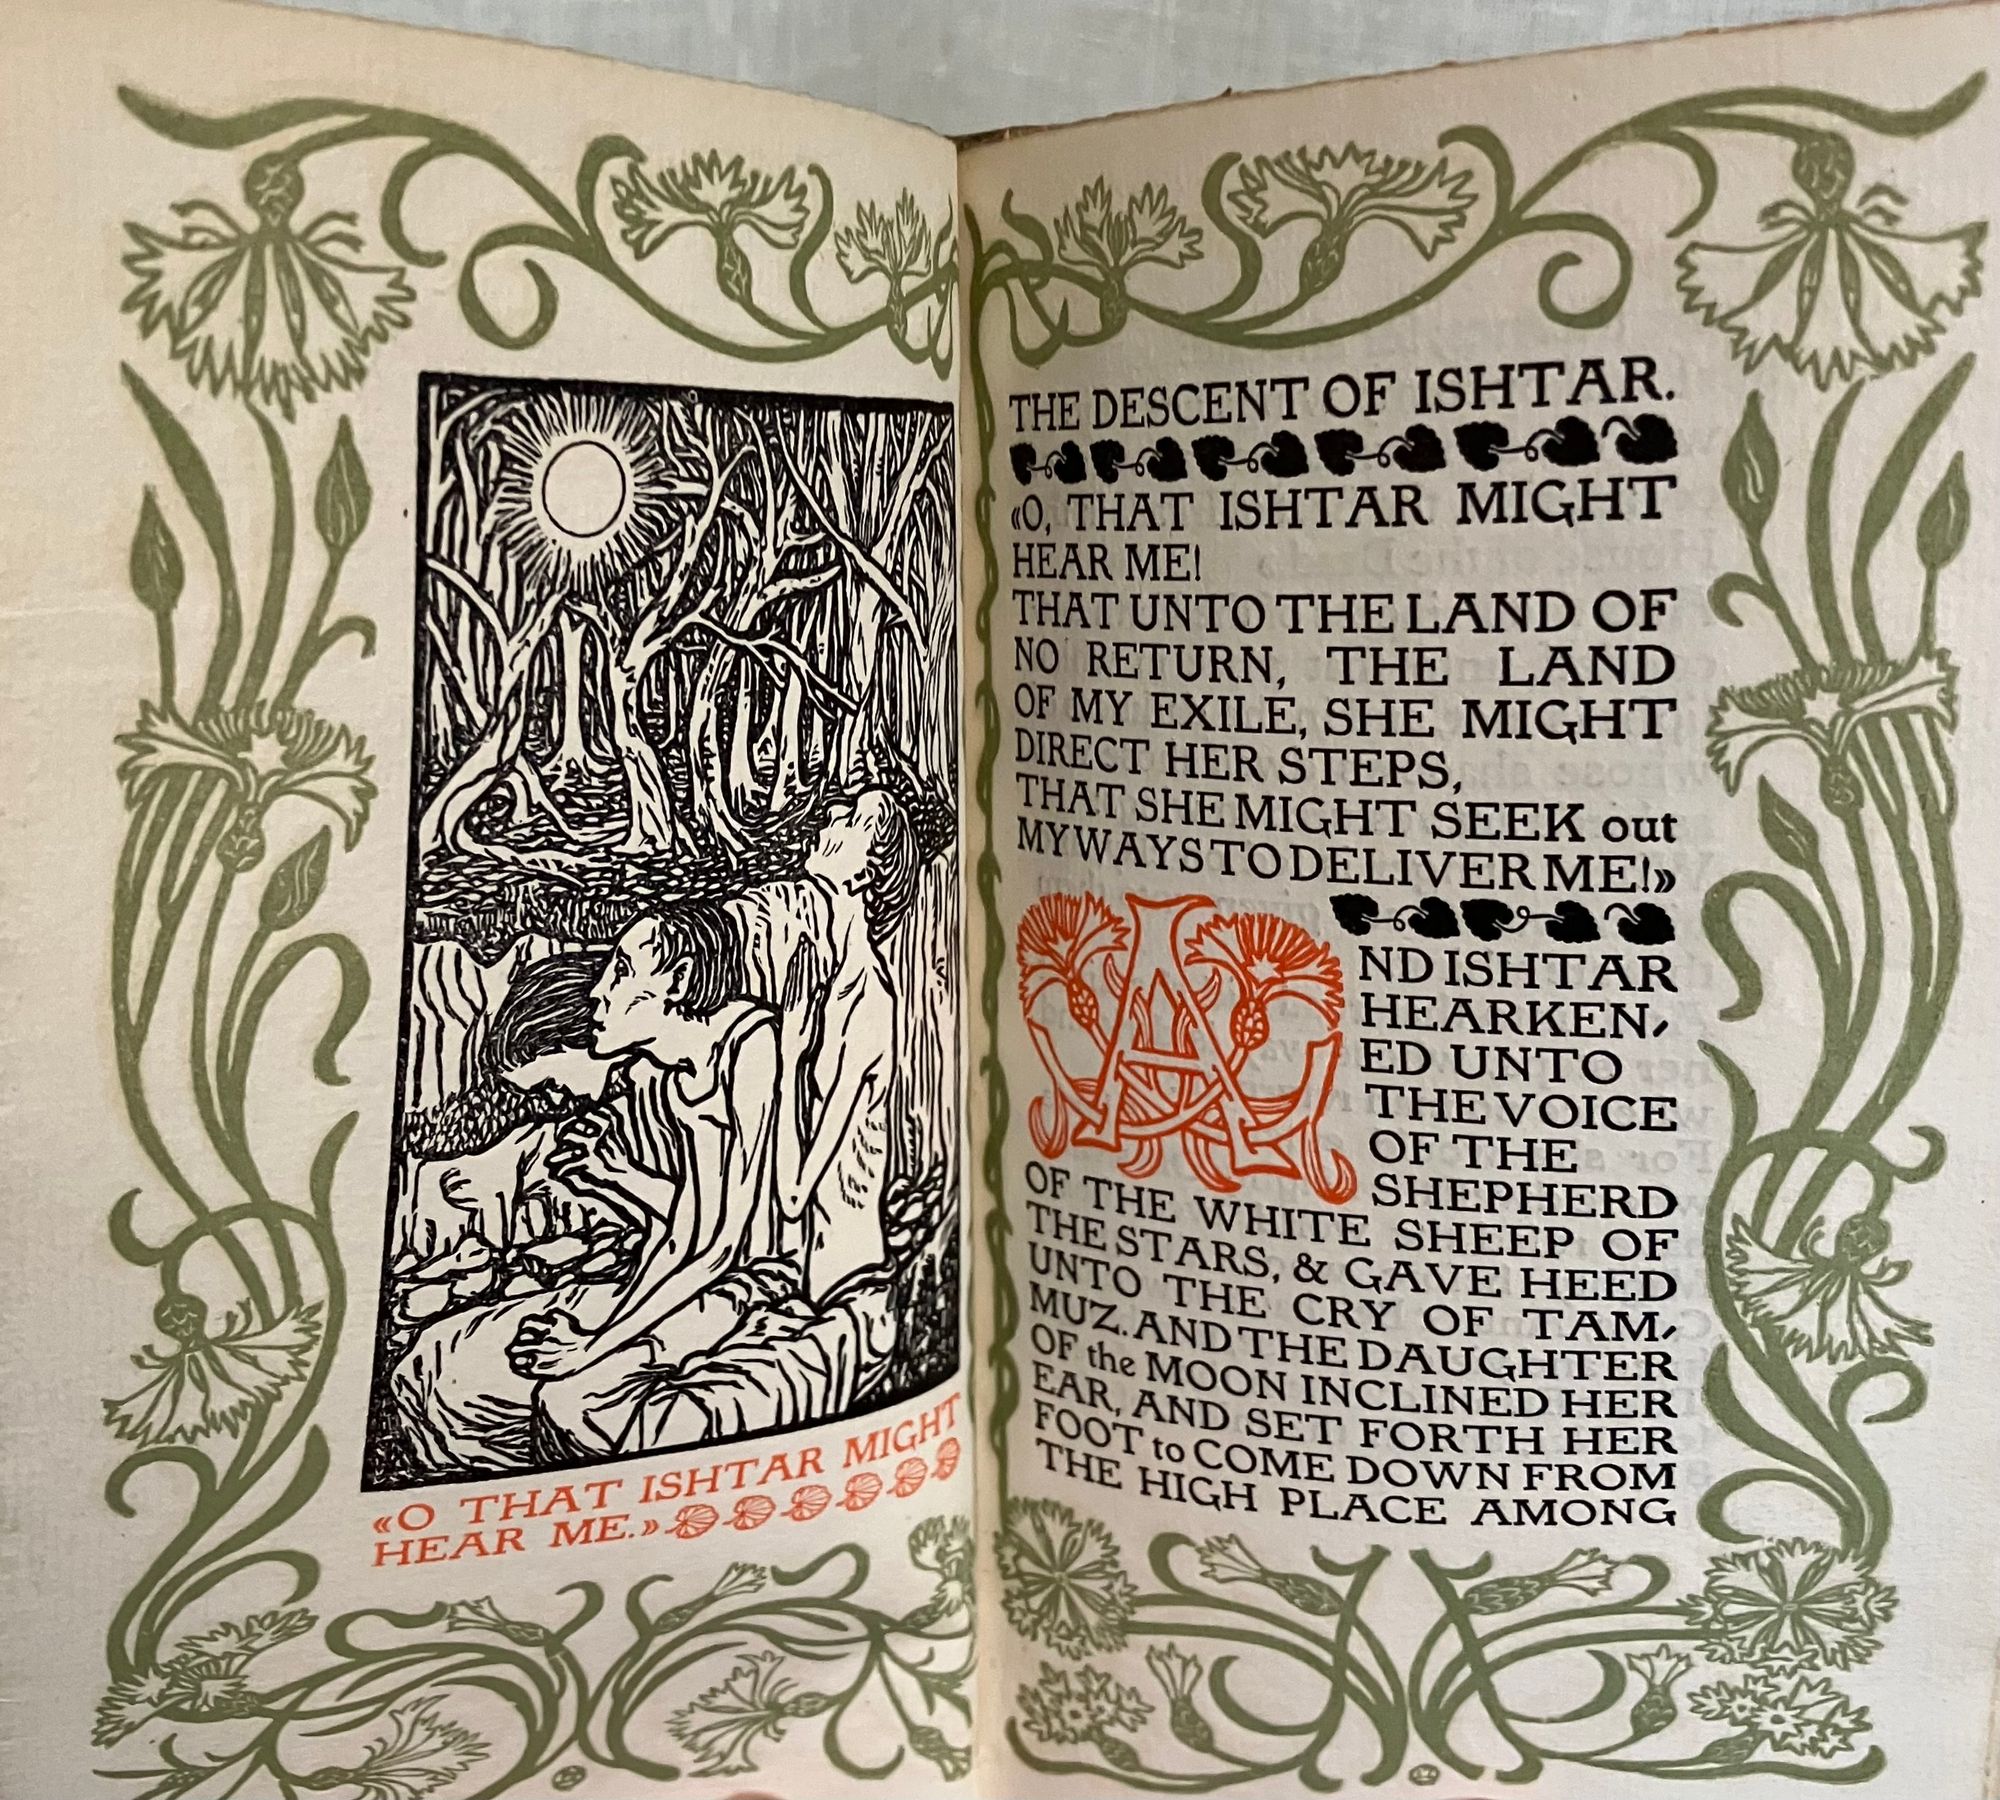 «O THAT ISHTAR MIGHT
HEAR ME.»
THE DESCENT OF ISHTAR.
«O, THAT ISHTAR MIGHT
HEAR ME!
THAT UNTO THE LAND OF
NO RETURN, THE LAND
OF MY EXILE, SHE MIGHT
DIRECT HER STEPS,
THAT SHE MIGHT SEEK out
MY WAYS TO DELIVER ME!»
AND ISHTAR
HEARKEN-
ED UNTO
THE VOICE
OF THE
SHEPHERD
OF THE WHITE SHEEP OF
THE STARS, & GAVE HEED
UNTO THE CRY OF TAM-
MUZ. AND THE DAUGHTER
OF the MOON INCLINED HER
EAR, AND SET FORTH HER
FOOT to COME DOWN FROM
THE HIGH PLACE AMONG